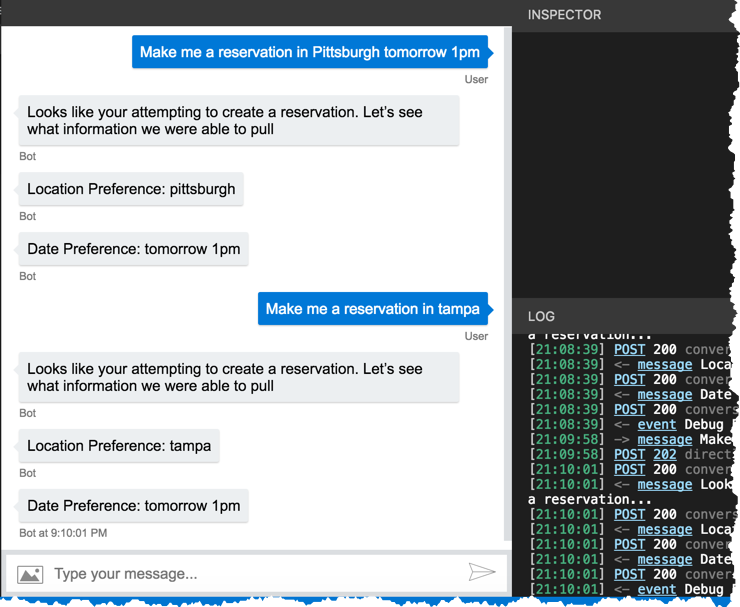 INSPECTOR
Make me a reservation in Pittsburgh tomorrow 1pm
User
Looks like your attempting to create a reservation. Let's see
what information we were able to pull
Bot
Location Preference: pittsburgh
Bot
Date Preference: tomorrow 1pm
Bot
Make me a reservation in tampa
User
Looks like your attempting to create a reservation. Let's see
what information we were able to pull
Bot
Location Preference: tampa
Bot
Date Preference: tomorrow 1pm
Bot at 9:10:01 PM
Type your message...
LOG
a reservation...
[21:08:39] POST 200 conver
[21:08:39] <- message Loca
[21:08:39] POST 200 conver
[21:08:39] <- message Date
[21:08:39] POST 200 convers
[21:08:39] <- event Debug
[21:09:58] -> message Make
[21:09:58] POST 202 direct
[21:10:01] POST 200 conver
[21:10:01] <- message Look
a reservation...
[21:10:01] POST 200 convers
[21:10:01] <- message Loca
[21:10:01] POST 200 conver
[21:10:01] <- message Date
[21:10:01] POST 200 convers
[21:10:01] <- event Debug